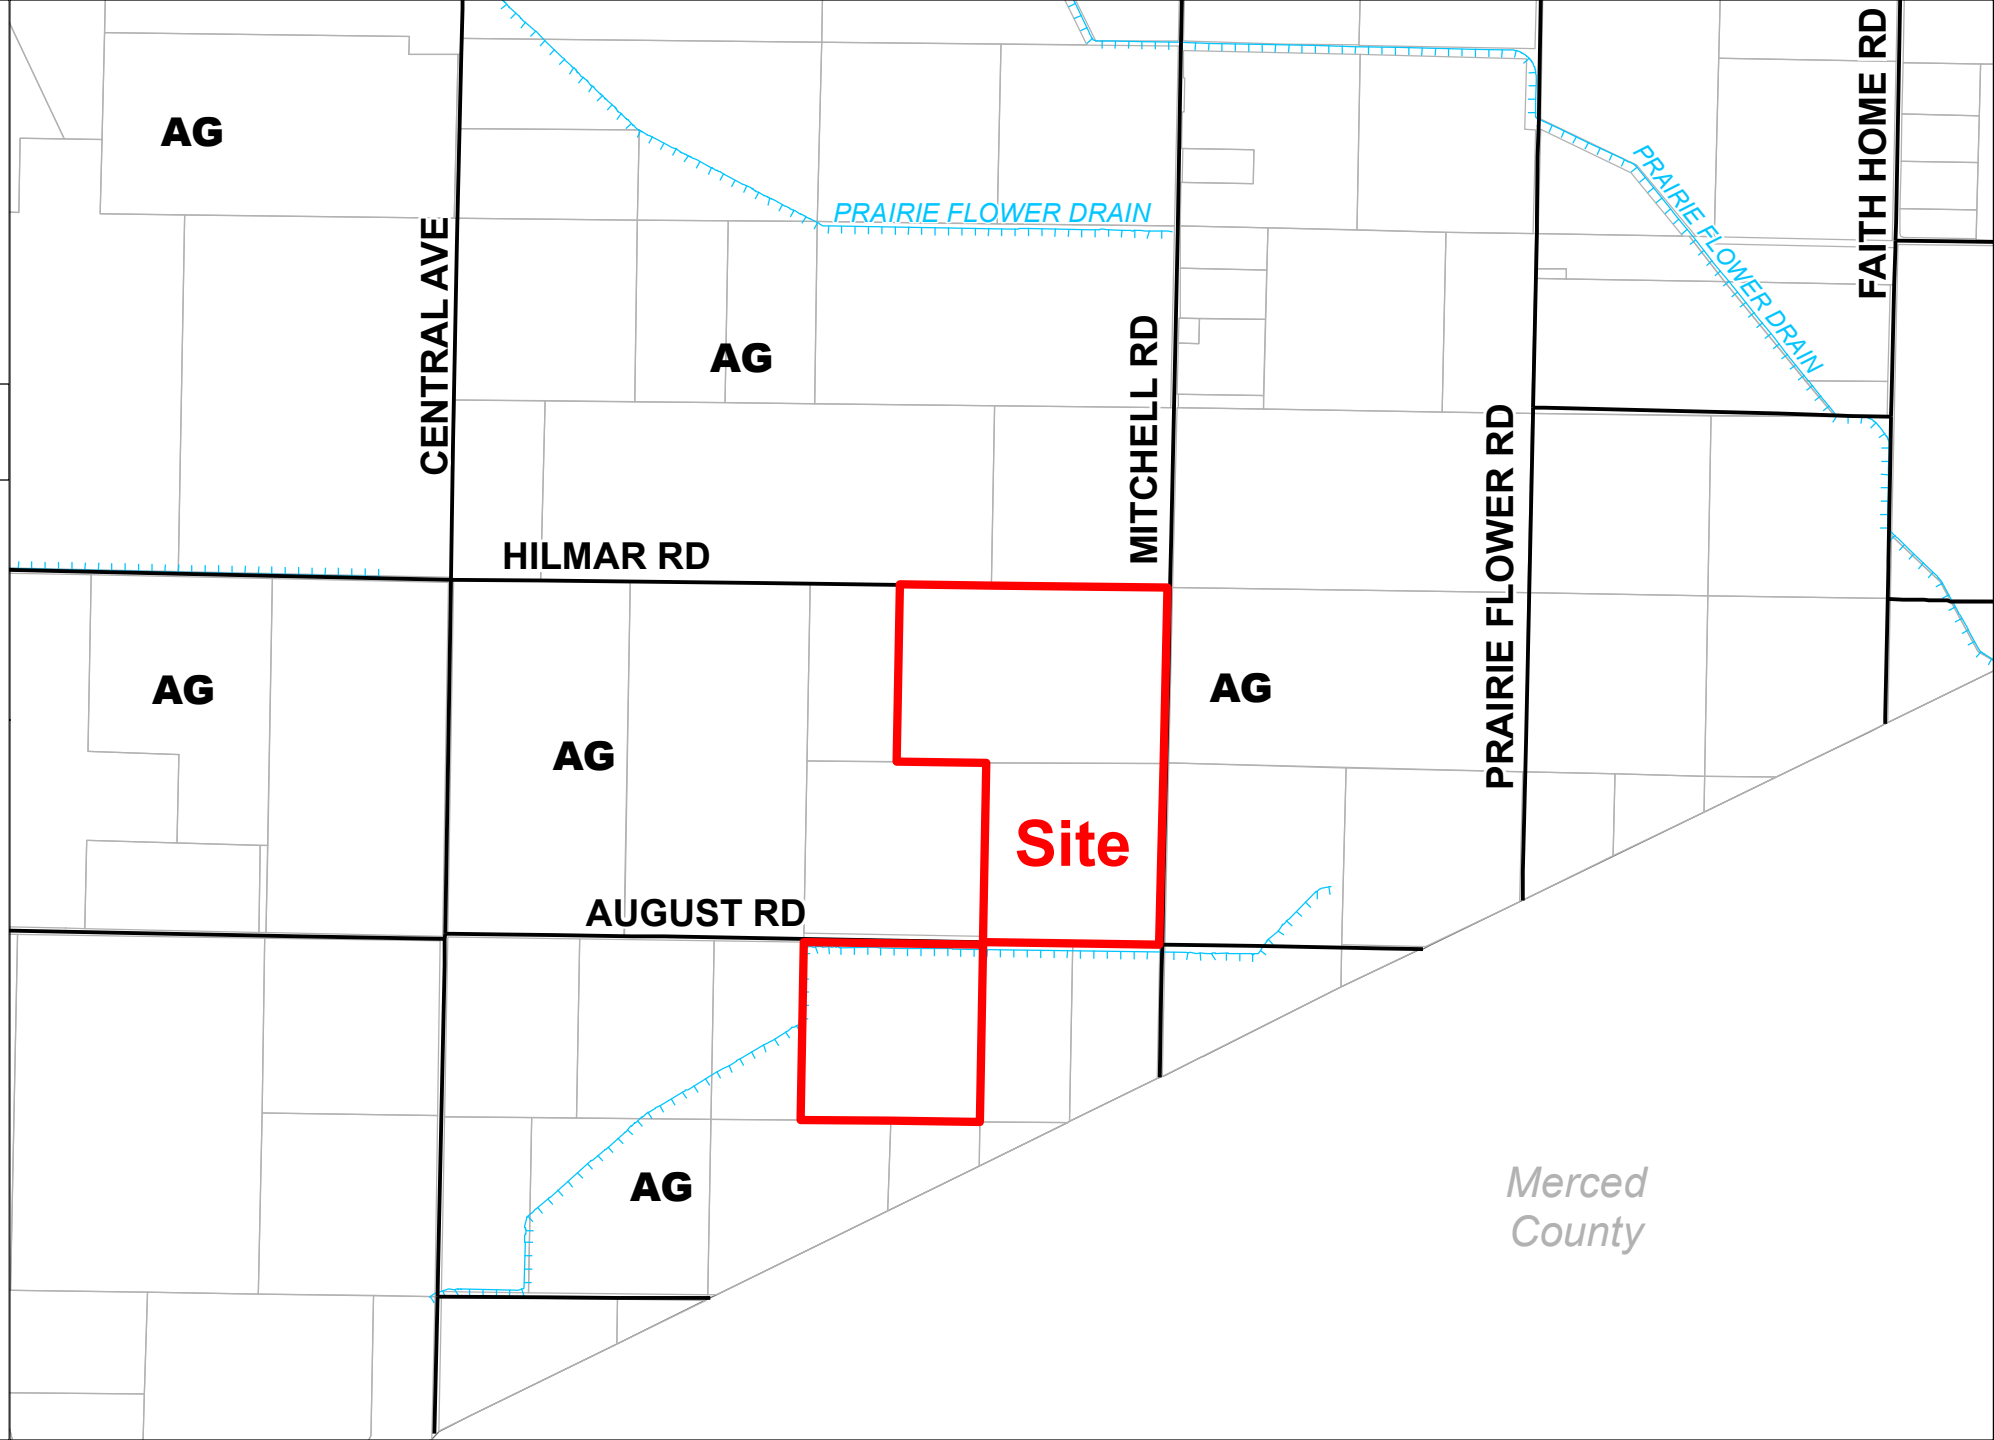 FAITH HOME RD
AG
PRAIRIE FLOWER DRAIN
PRAIRIE FLOWER DRAIN
CENTRAL AVE
AG
MITCHELL RD
PRAIRIE FLOWER RD
HILMAR RD
AG
AG
AG
Site
AUGUST RD
AG
Merced
County